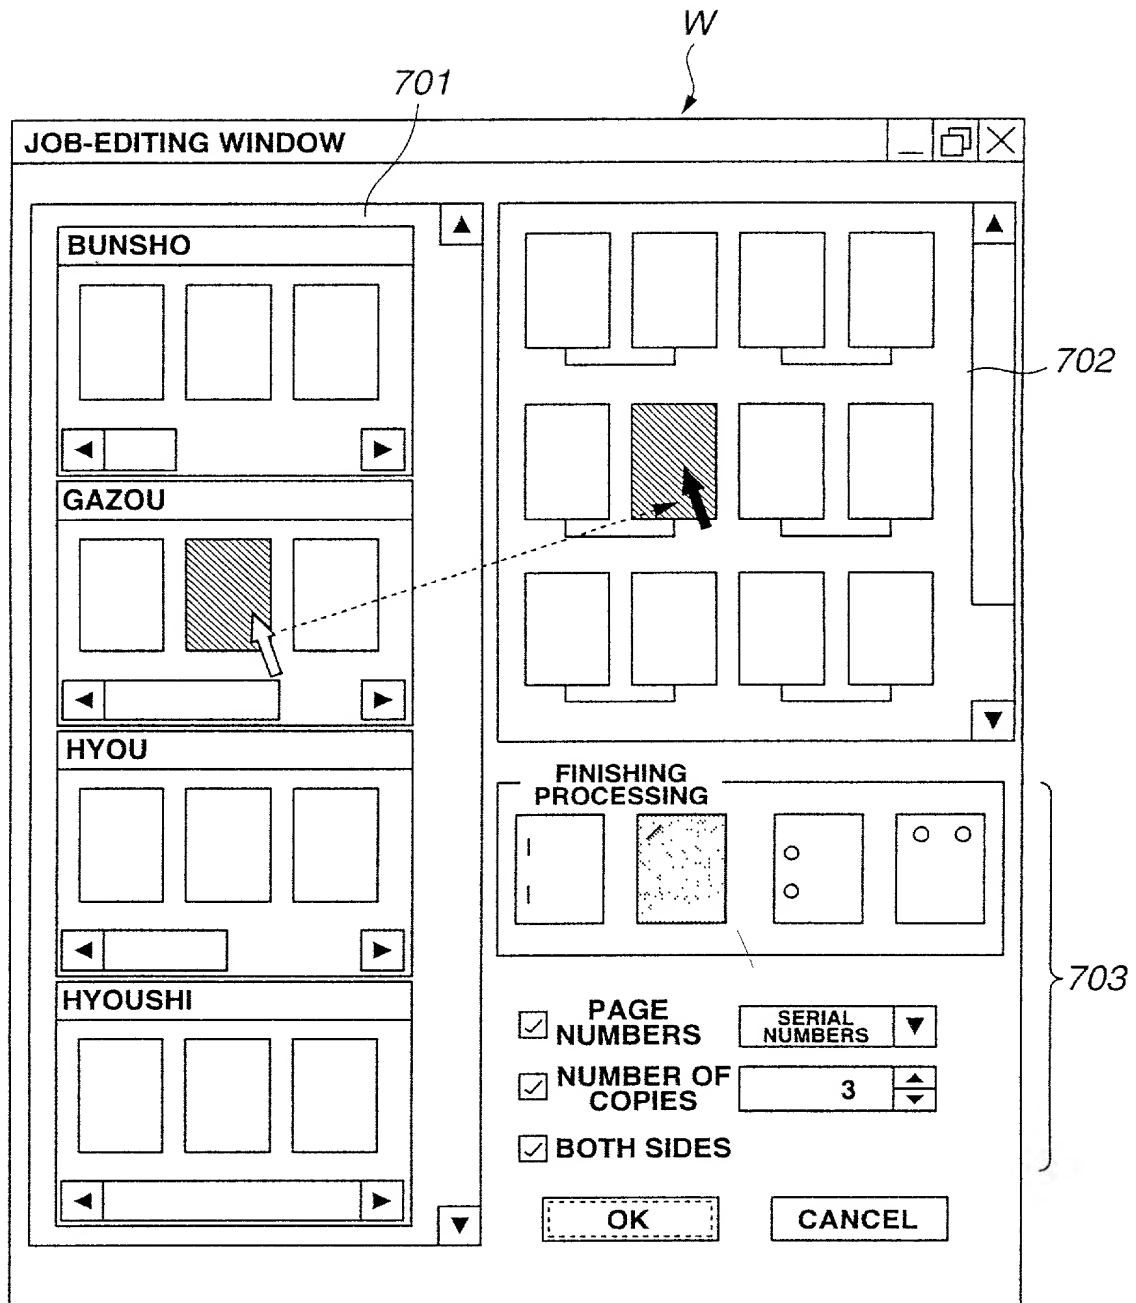 W
701
JOB-EDITING WINDOW
BUNSHO
702
GAZOU
HYOU
FINISHING
PROCESSING
703
HYOUSHI
PAGE
NUMBERS
SERIAL
NUMBERS
NUMBER OF
COPIES
3
BOTH SIDES
OK
CANCEL